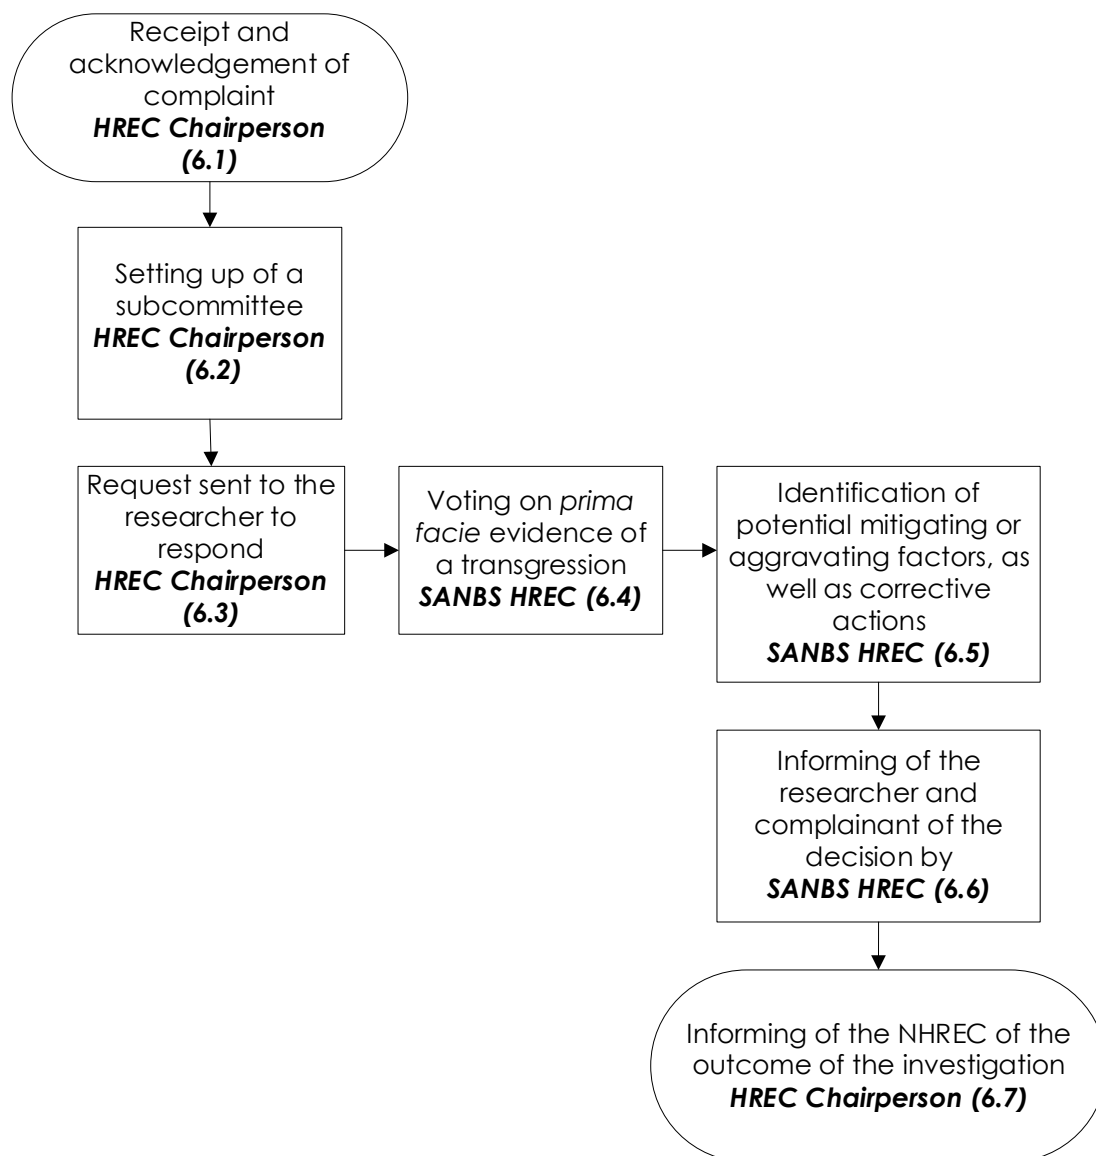 Receipt and
acknowledgement of
complaint
HREC Chairperson
(6.1)
Setting up of a
subcommittee
HREC Chairperson
(6.2)
Request sent to the
researcher to
respond
HREC Chairperson
(6.3)
Voting on prima
facie evidence of
a transgression
SANBS HREC (6.4)
Identification of
potential mitigating or
aggravating factors, as
well as corrective
actions
SANBS HREC (6.5)
Informing of the
researcher and
complainant of the
decision by
SANBS HREC (6.6)
Informing of the NHREC of the
outcome of the investigation
HREC Chairperson (6.7)